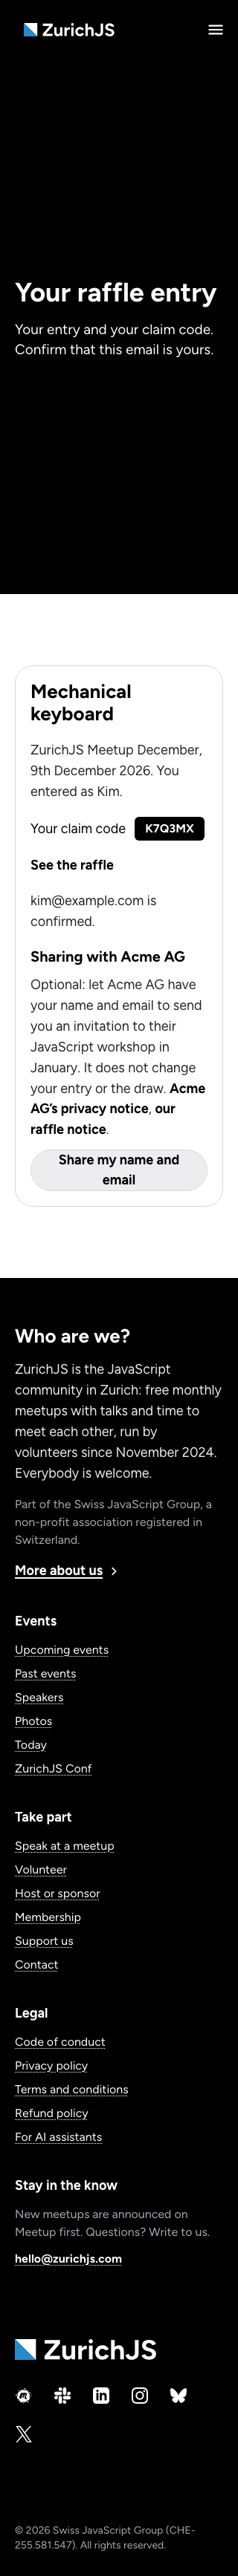 ZurichJS
Your raffle entry
Your entry and your claim code.
Confirm that this email is yours.
Mechanical
keyboard
ZurichJS Meetup December,
9th December 2026. You
entered as Kim.
Your claim code K7Q3MX
See the raffle
kim@example.com is
confirmed.
Sharing with Acme AG
Optional: let Acme AG have
your name and email to send
you an invitation to their
JavaScript workshop in
January. It does not change
your entry or the draw. Acme
AG’s privacy notice, our
raffle notice.
Share my name and
email
Who are we?
ZurichJS is the JavaScript
community in Zurich: free monthly
meetups with talks and time to
meet each other, run by
volunteers since November 2024.
Everybody is welcome.
Part of the Swiss JavaScript Group, a
non-profit association registered in
Switzerland.
More about us
Events
Upcoming events
Past events
Speakers
Photos
Today
ZurichJS Conf
Take part
Speak at a meetup
Volunteer
Host or sponsor
Membership
Support us
Contact
Legal
Code of conduct
Privacy policy
Terms and conditions
Refund policy
For AI assistants
Stay in the know
New meetups are announced on
Meetup first. Questions? Write to us.
hello@zurichjs.com
ZurichJS
© 2026 Swiss JavaScript Group (CHE-
255.581.547). All rights reserved.